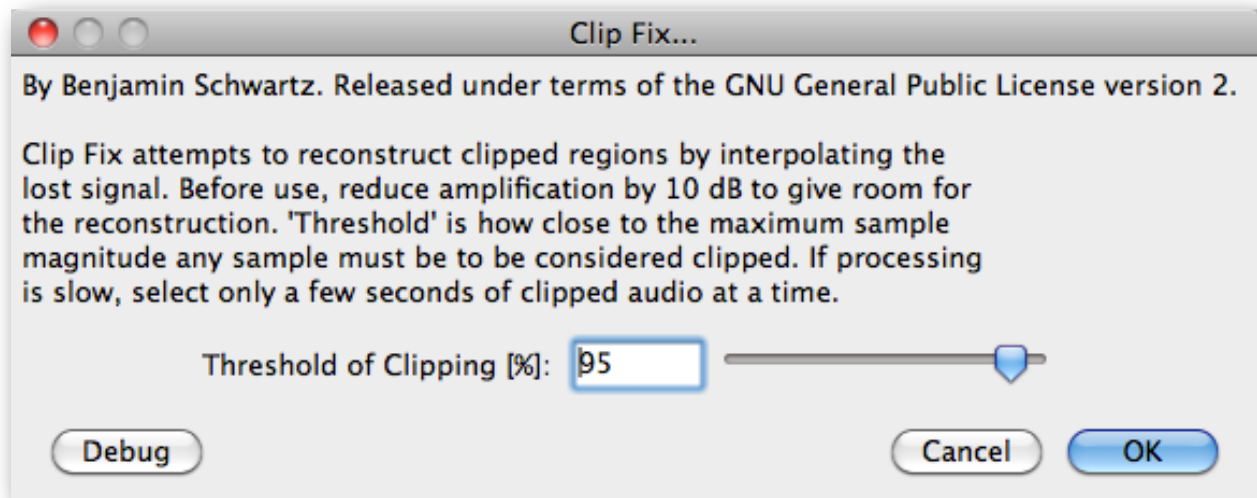 Clip Fix...
By Benjamin Schwartz. Released under terms of the GNU General Public License version 2.
Clip Fix attempts to reconstruct clipped regions by interpolating the
lost signal. Before use, reduce amplification by 10 dB to give room for
the reconstruction. 'Threshold' is how close to the maximum sample
magnitude any sample must be to be considered clipped. If processing
is slow, select only a few seconds of clipped audio at a time.
Threshold of Clipping [%]: 95
Debug Cancel OK